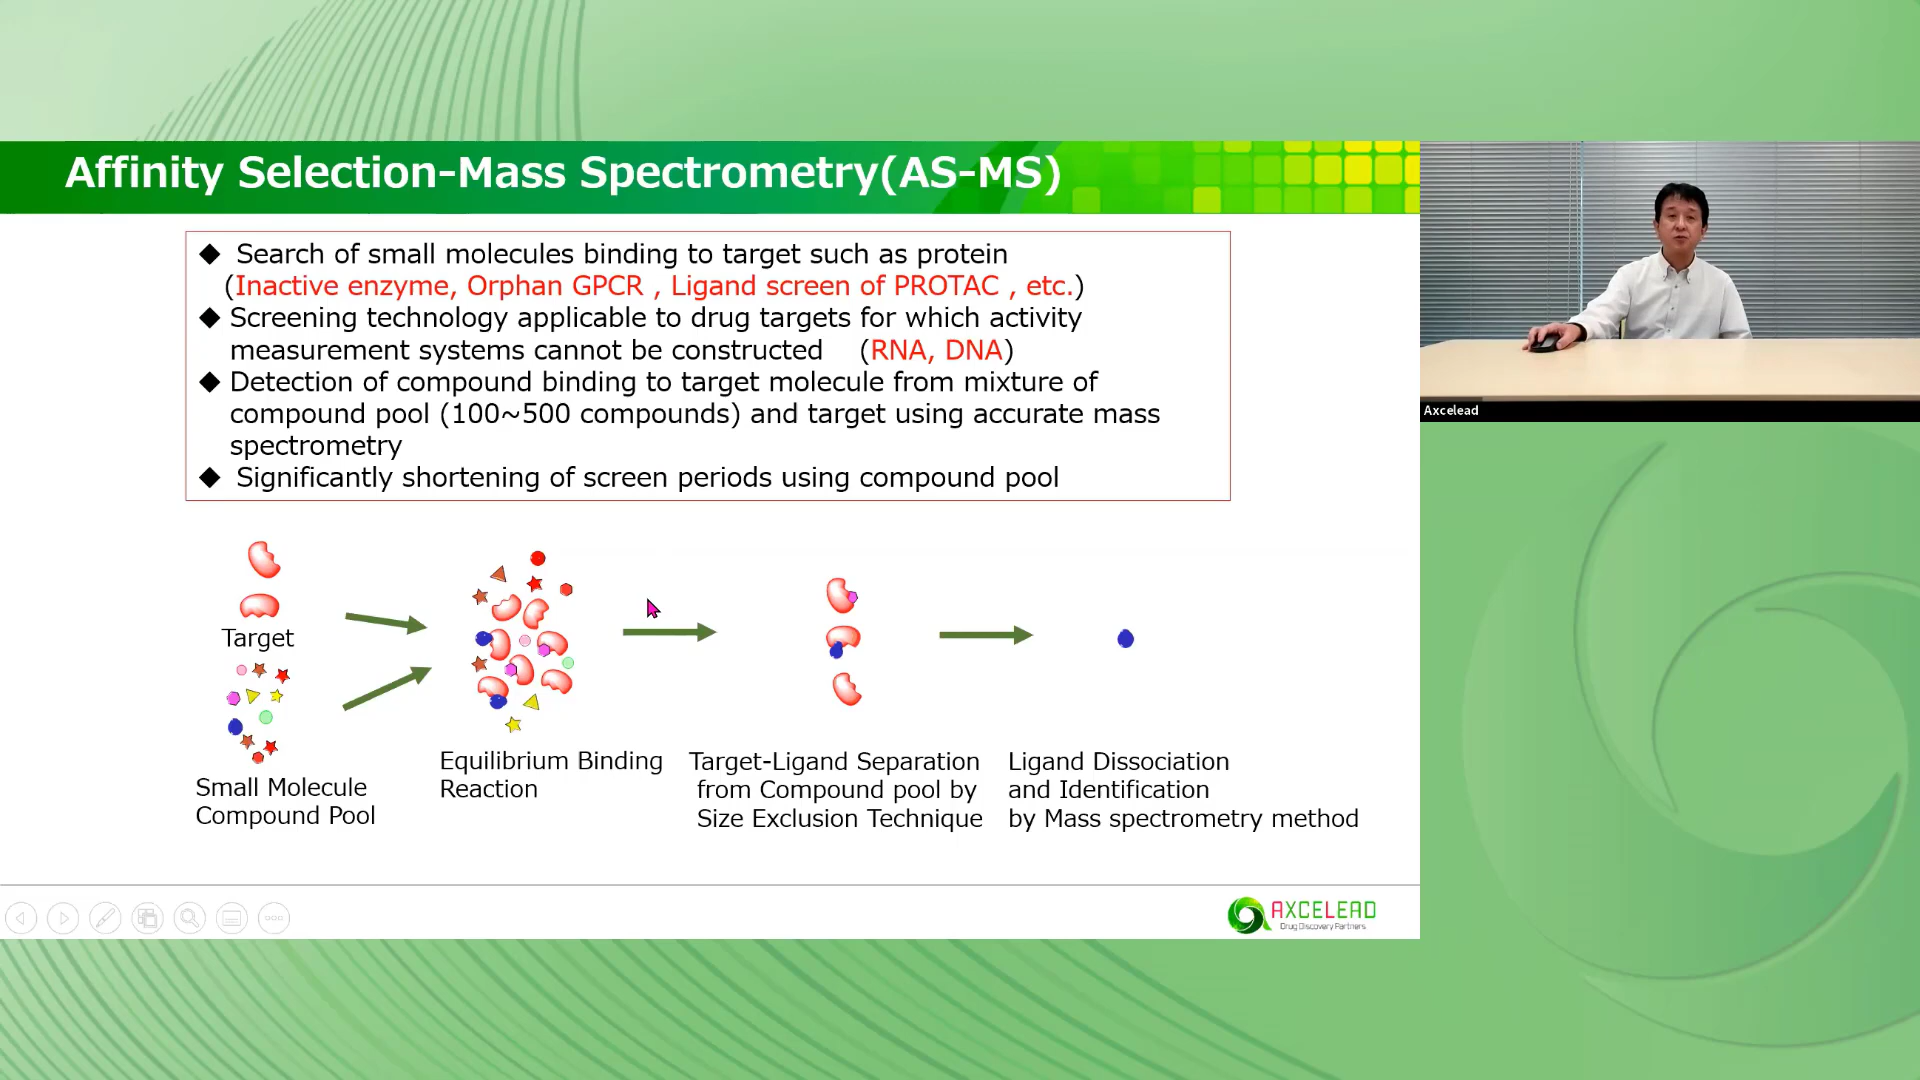 Affinity Selection-Mass Spectrometry(AS-MS)
◆ Search of small molecules binding to target such as protein
(Inactive enzyme, Orphan GPCR , Ligand screen of PROTAC , etc.)
◆ Screening technology applicable to drug targets for which activity
measurement systems cannot be constructed (RNA, DNA)
◆ Detection of compound binding to target molecule from mixture of
compound pool (100~500 compounds) and target using accurate mass
spectrometry
◆ Significantly shortening of screen periods using compound pool
Target
Small Molecule
Compound Pool
Equilibrium Binding
Reaction
Target-Ligand Separation
from Compound pool by
Size Exclusion Technique
Ligand Dissociation
and Identification
by Mass spectrometry method
AXCELEAD
Drug Discovery Partners
Axcelead